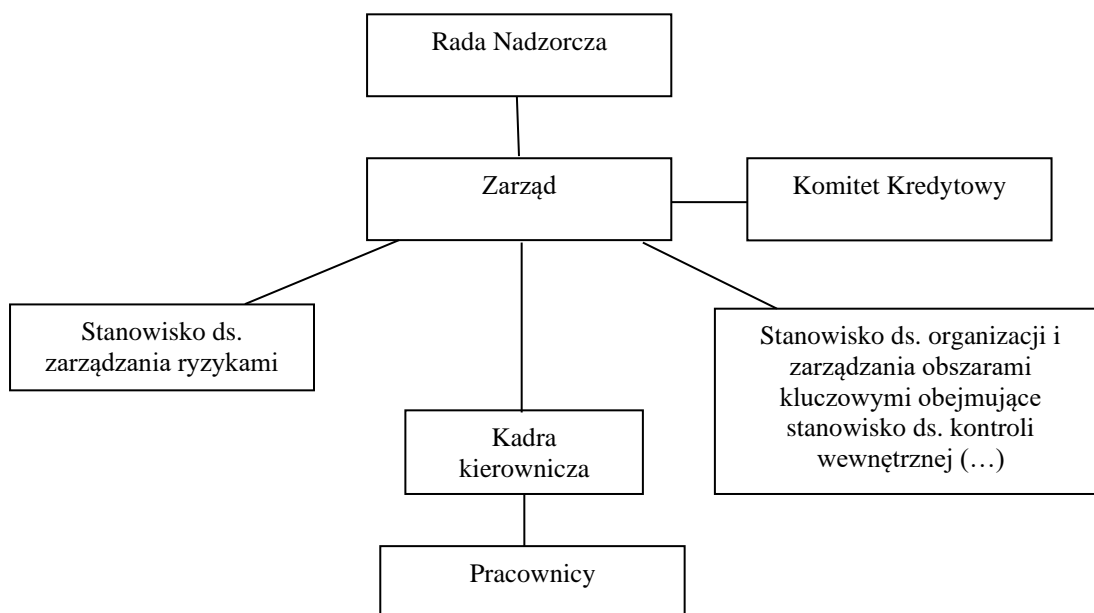 Rada Nadzorcza
Zarząd
Komitet Kredytowy
Stanowisko ds.
zarządzania ryzykami
Stanowisko ds. organizacji i
zarządzania obszarami
kluczowymi obejmujące
stanowisko ds. kontroli
wewnętrznej (…)
Kadra
kierownicza
Pracownicy